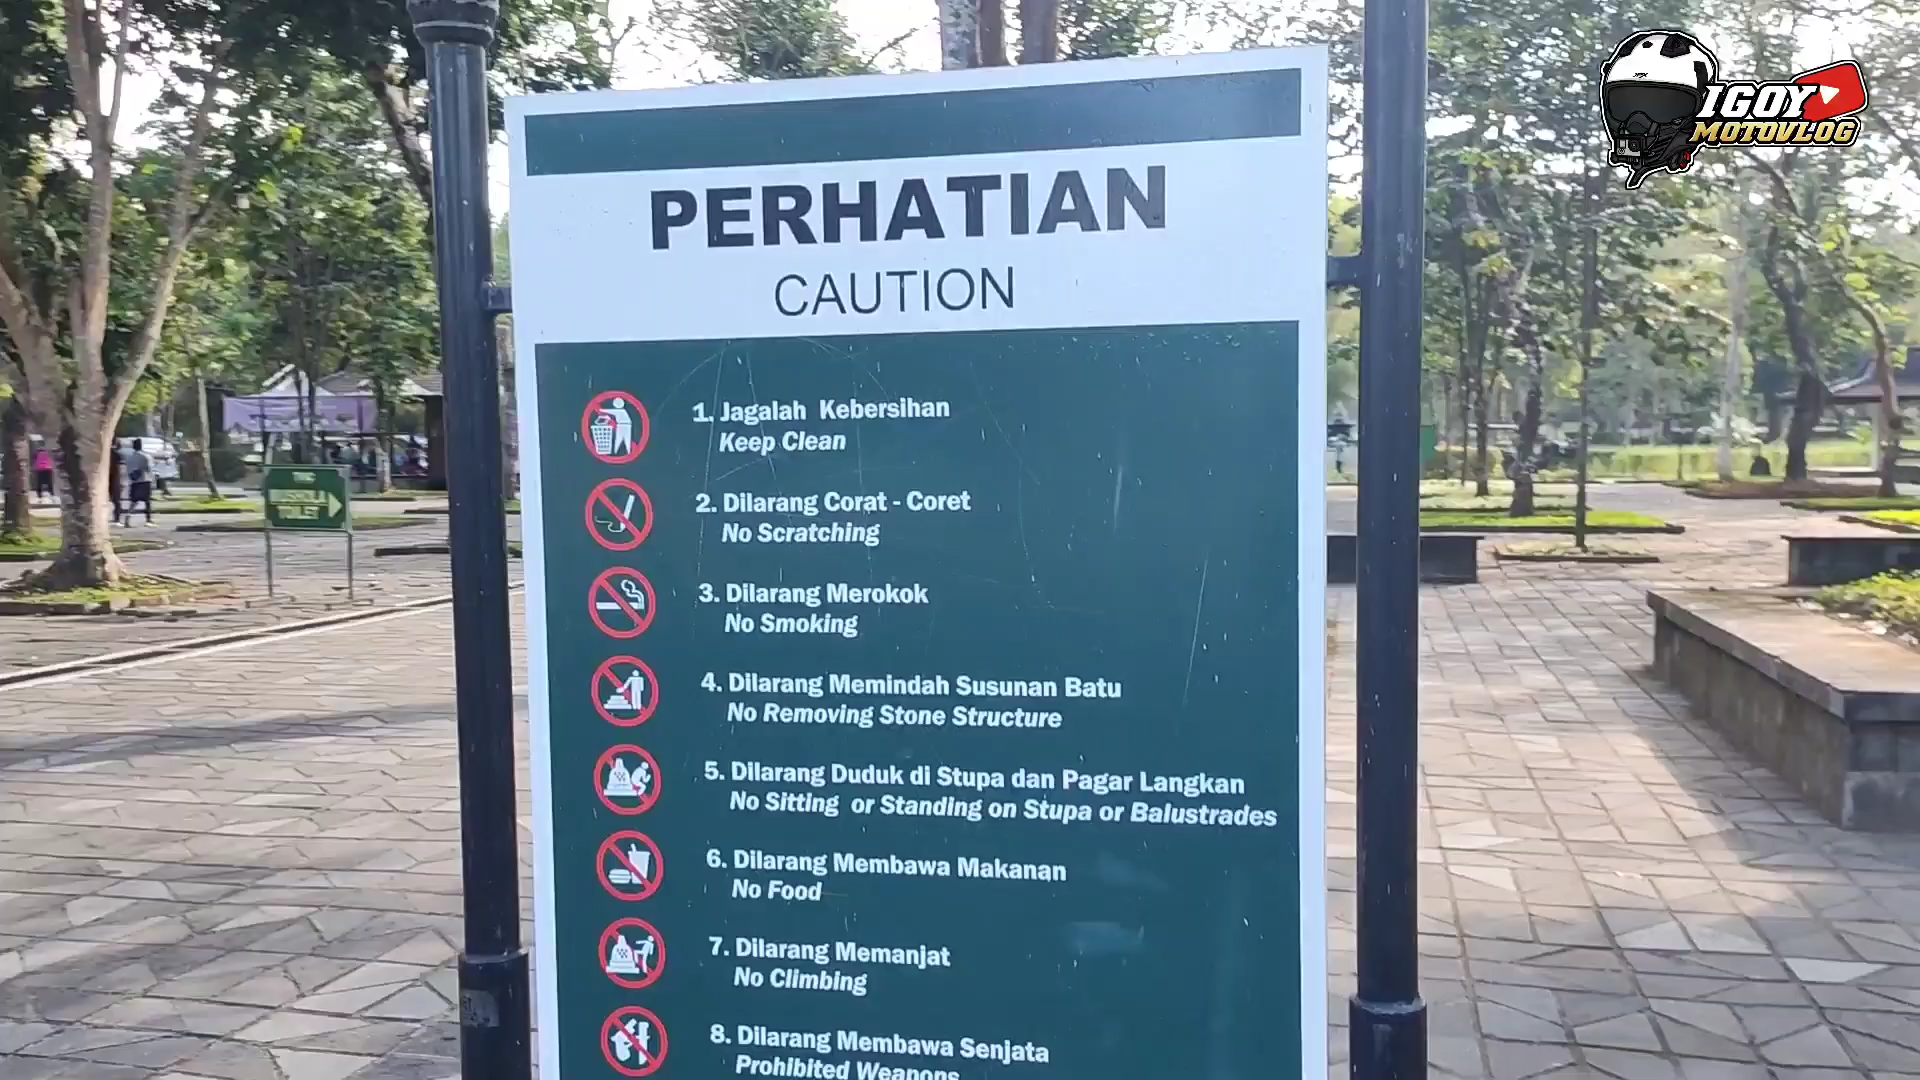 IGOY
MOTOVLOG
PERHATIAN
CAUTION
1. Jagalah Kebersihan
Keep Clean
2. Dilarang Corat - Coret
No Scratching
3. Dilarang Merokok
No Smoking
4. Dilarang Memindah Susunan Batu
No Removing Stone Structure
5. Dilarang Duduk di Stupa dan Pagar Langkan
No Sitting or Standing on Stupa or Balustrades
6. Dilarang Membawa Makanan
No Food
7. Dilarang Memanjat
No Climbing
8. Dilarang Membawa Senjata
Prohibited Weapons
TOILET